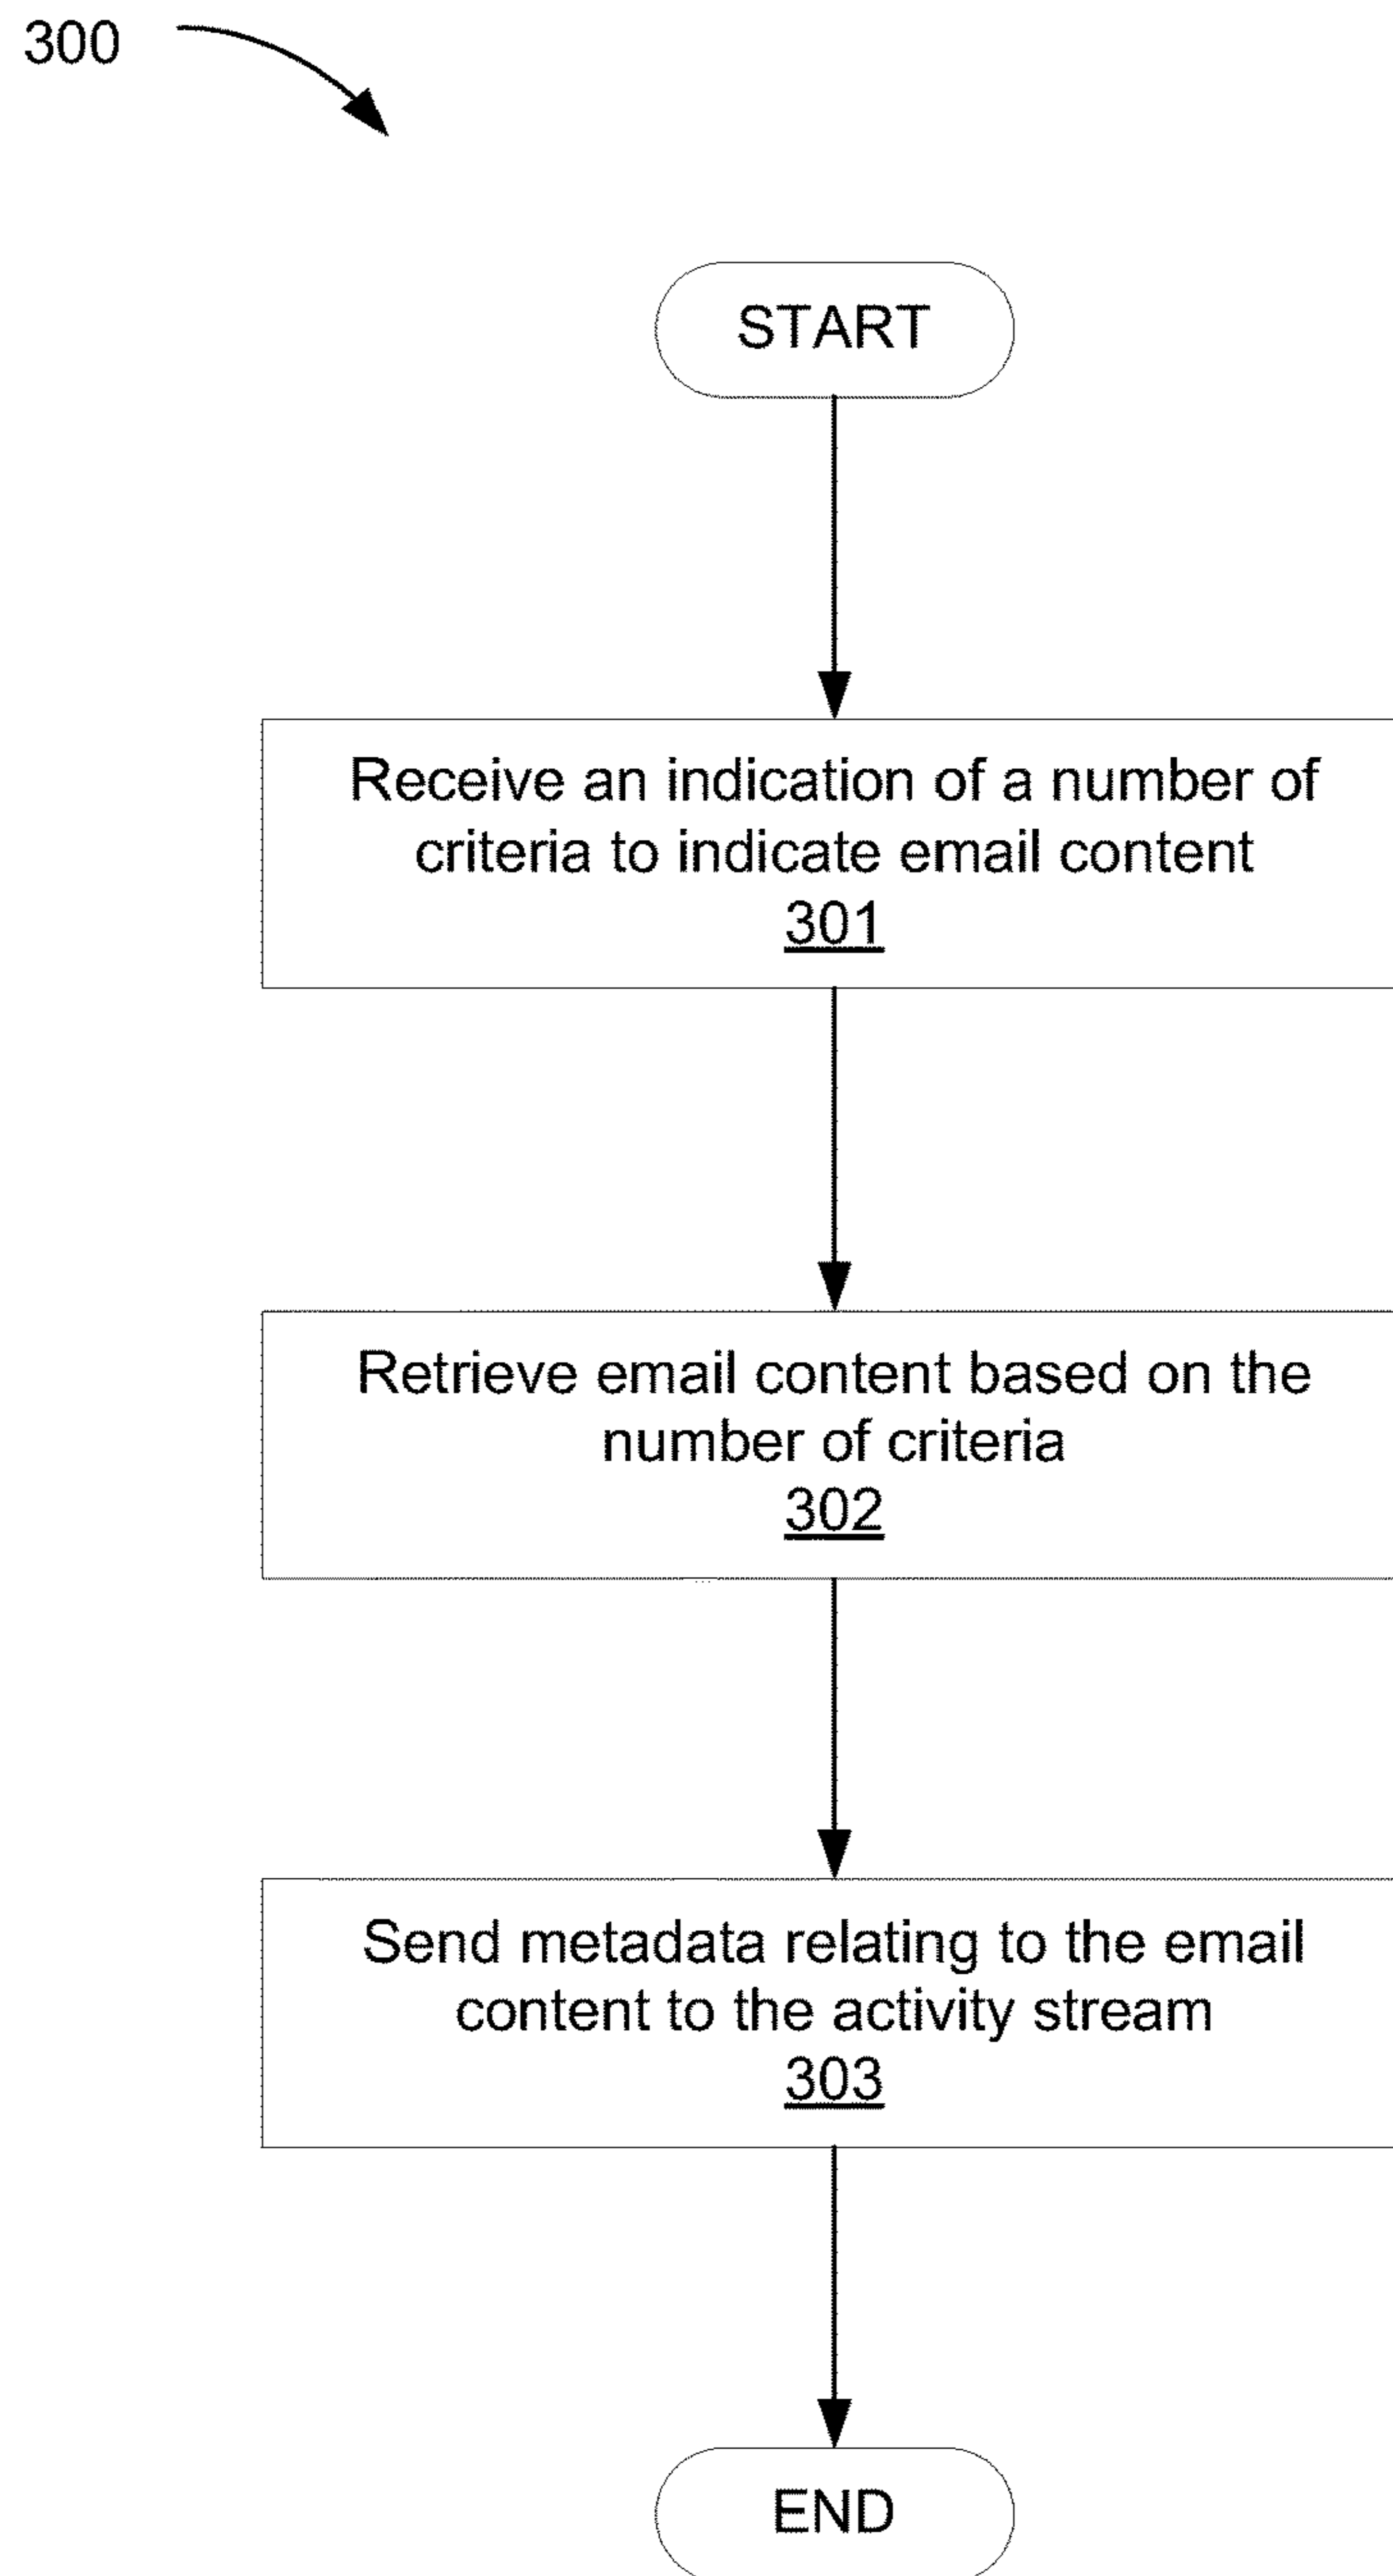 300
START
Receive an indication of a number of
criteria to indicate email content
301
Retrieve email content based on the
number of criteria
302
Send metadata relating to the email
content to the activity stream
303
END